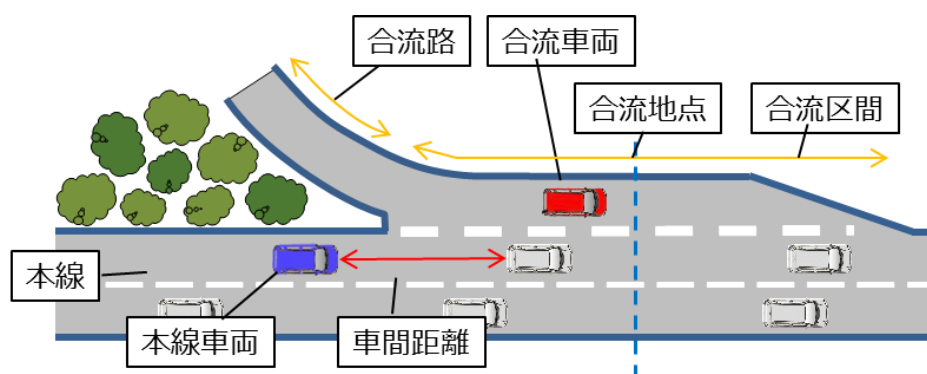 合流路
合流車両
合流地点
合流区間
本線
本線車両
車間距離